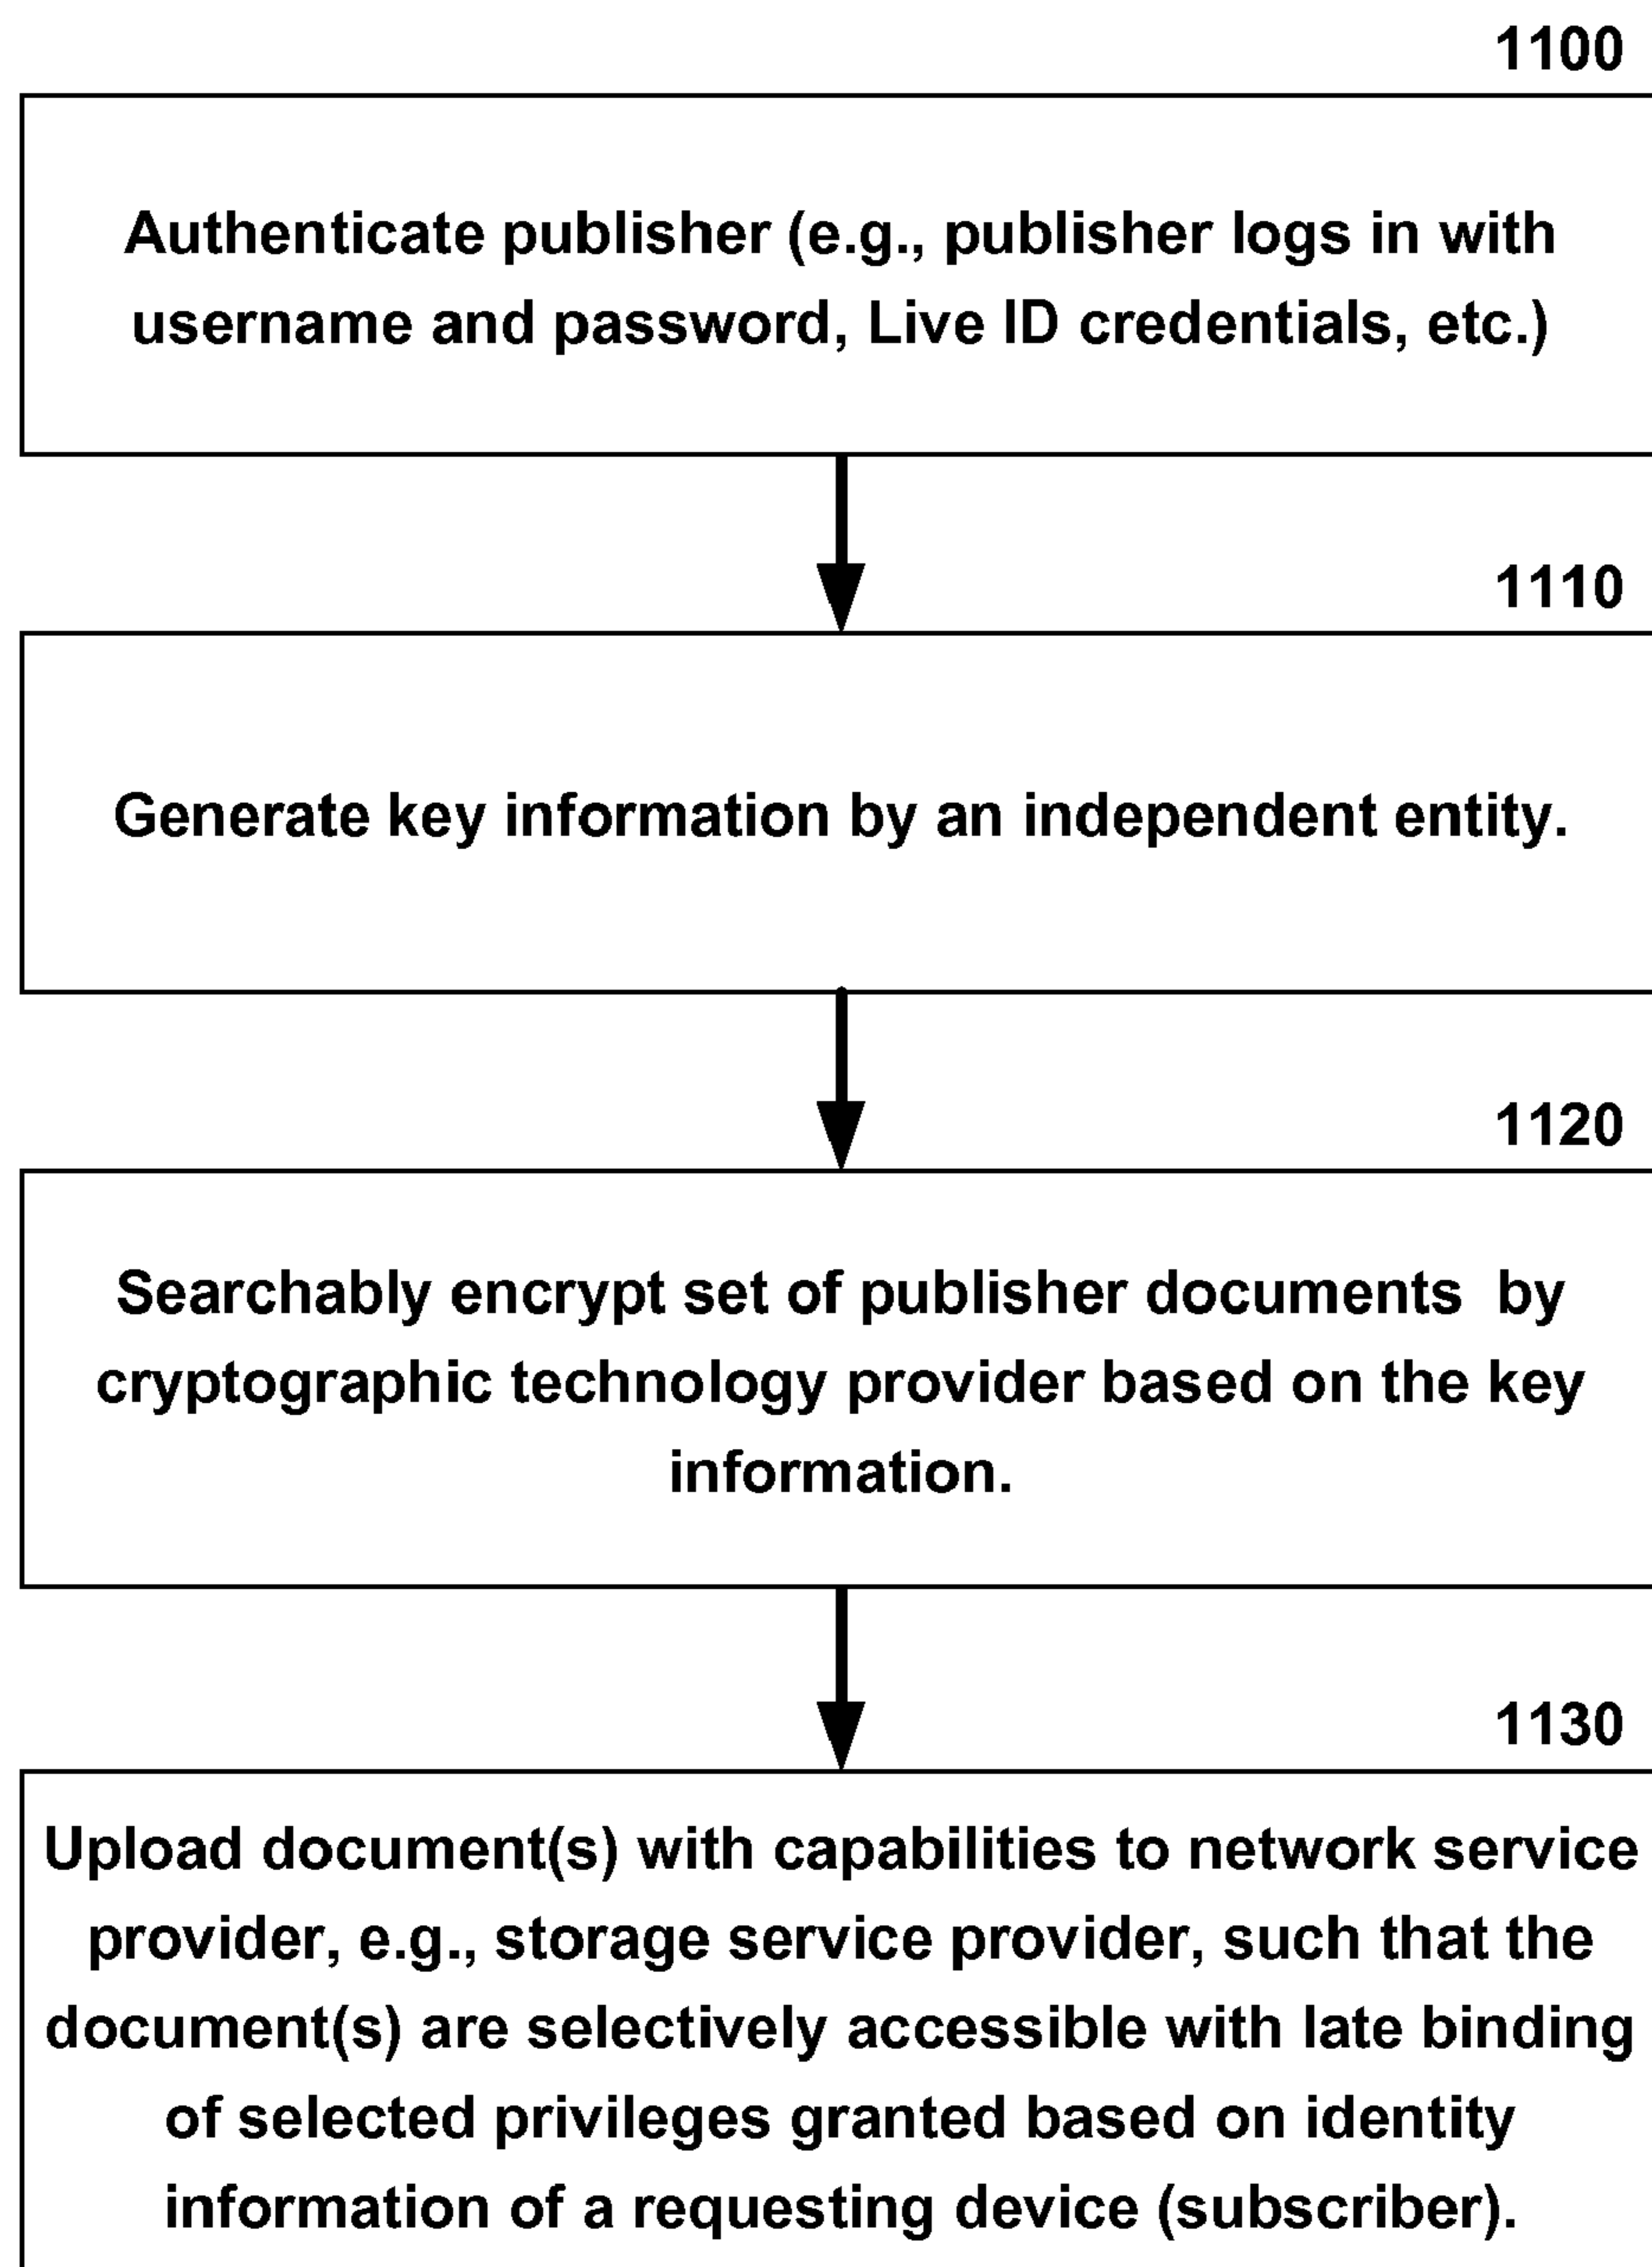 1100
Authenticate publisher (e.g., publisher logs in with
username and password, Live ID credentials, etc.)
1110
Generate key information by an independent entity.
1120
Searchably encrypt set of publisher documents by
cryptographic technology provider based on the key
information.
1130
Upload document(s) with capabilities to network service
provider, e.g., storage service provider, such that the
document(s) are selectively accessible with late binding
of selected privileges granted based on identity
information of a requesting device (subscriber).